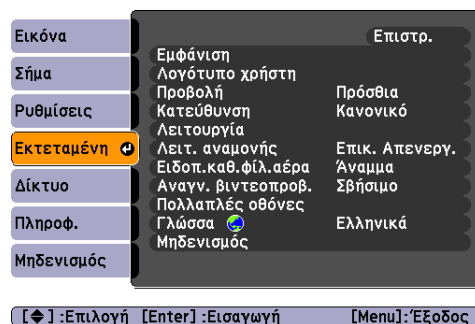 Εικόνα
Σήμα
Ρυθμίσεις
Εκτεταμένη
Δίκτυο
Πληροφ.
Μηδενισμός
Επιστρ.
Εμφάνιση
Λογότυπο χρήστη
Προβολή Πρόσθια
Κατεύθυνση Κανονικό
Λειτουργία
Λειτ. αναμονής Επικ. Απενεργ.
Ειδοπ.καθ.φίλ.αέρα Άναμμα
Αναγν. βιντεοπροβ. Σβήσιμο
Πολλαπλές οθόνες
Γλώσσα Ελληνικά
Μηδενισμός
[ ] :Επιλογή [Enter] :Εισαγωγή [Menu]:Έξοδος